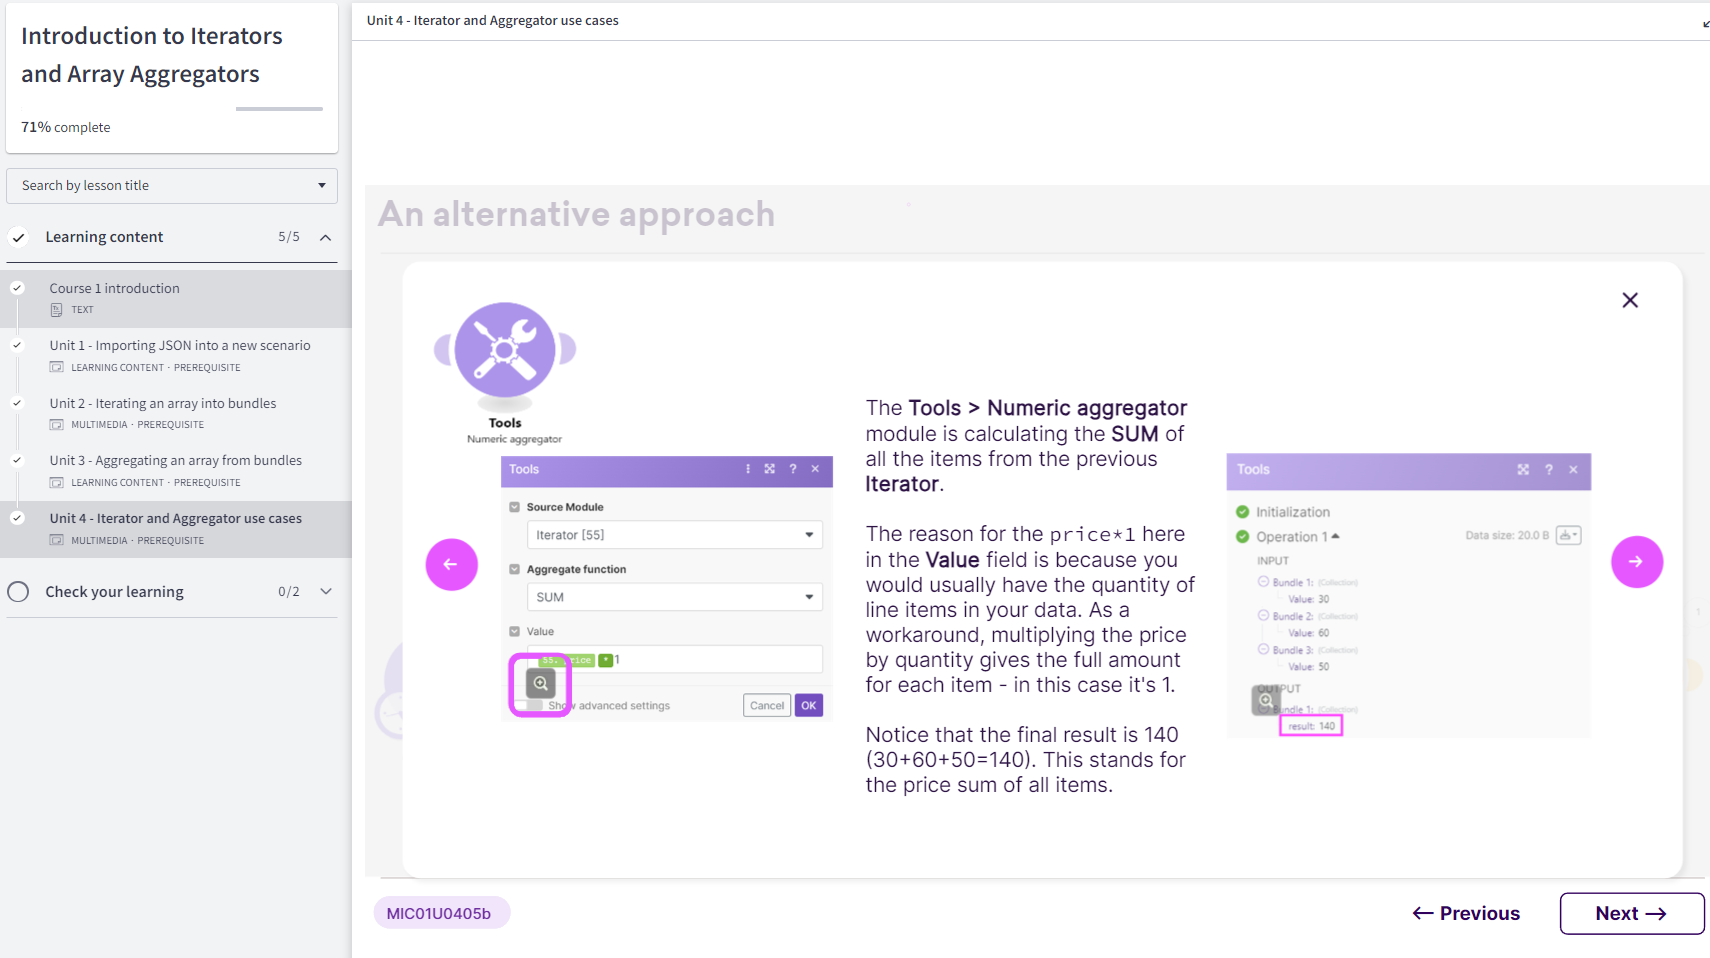 Introduction to Iterators
and Array Aggregators
71% complete
Search by lesson title
Learning content 5/5
Course 1 introduction
TEXT
Unit 1 - Importing JSON into a new scenario
LEARNING CONTENT · PREREQUISITE
Unit 2 - Iterating an array into bundles
MULTIMEDIA · PREREQUISITE
Unit 3 - Aggregating an array from bundles
LEARNING CONTENT · PREREQUISITE
Unit 4 - Iterator and Aggregator use cases
MULTIMEDIA · PREREQUISITE
Check your learning 0/2
Unit 4 - Iterator and Aggregator use cases
An alternative approach
Tools
Numeric aggregator
Tools
Source Module
Iterator [55]
Aggregate function
SUM
Value
55. price * 1
Show advanced settings
Cancel OK
The Tools > Numeric aggregator
module is calculating the SUM of
all the items from the previous
Iterator.
The reason for the price*1 here
in the Value field is because you
would usually have the quantity of
line items in your data. As a
workaround, multiplying the price
by quantity gives the full amount
for each item - in this case it's 1.
Notice that the final result is 140
(30+60+50=140). This stands for
the price sum of all items.
Tools
Initialization
Operation 1 Data size: 20.0 B
INPUT
Bundle 1: (Collection)
Value: 30
Bundle 2: (Collection)
Value: 60
Bundle 3: (Collection)
Value: 50
OUTPUT
Bundle 1: (Collection)
result: 140
MIC01U0405b
← Previous
Next →